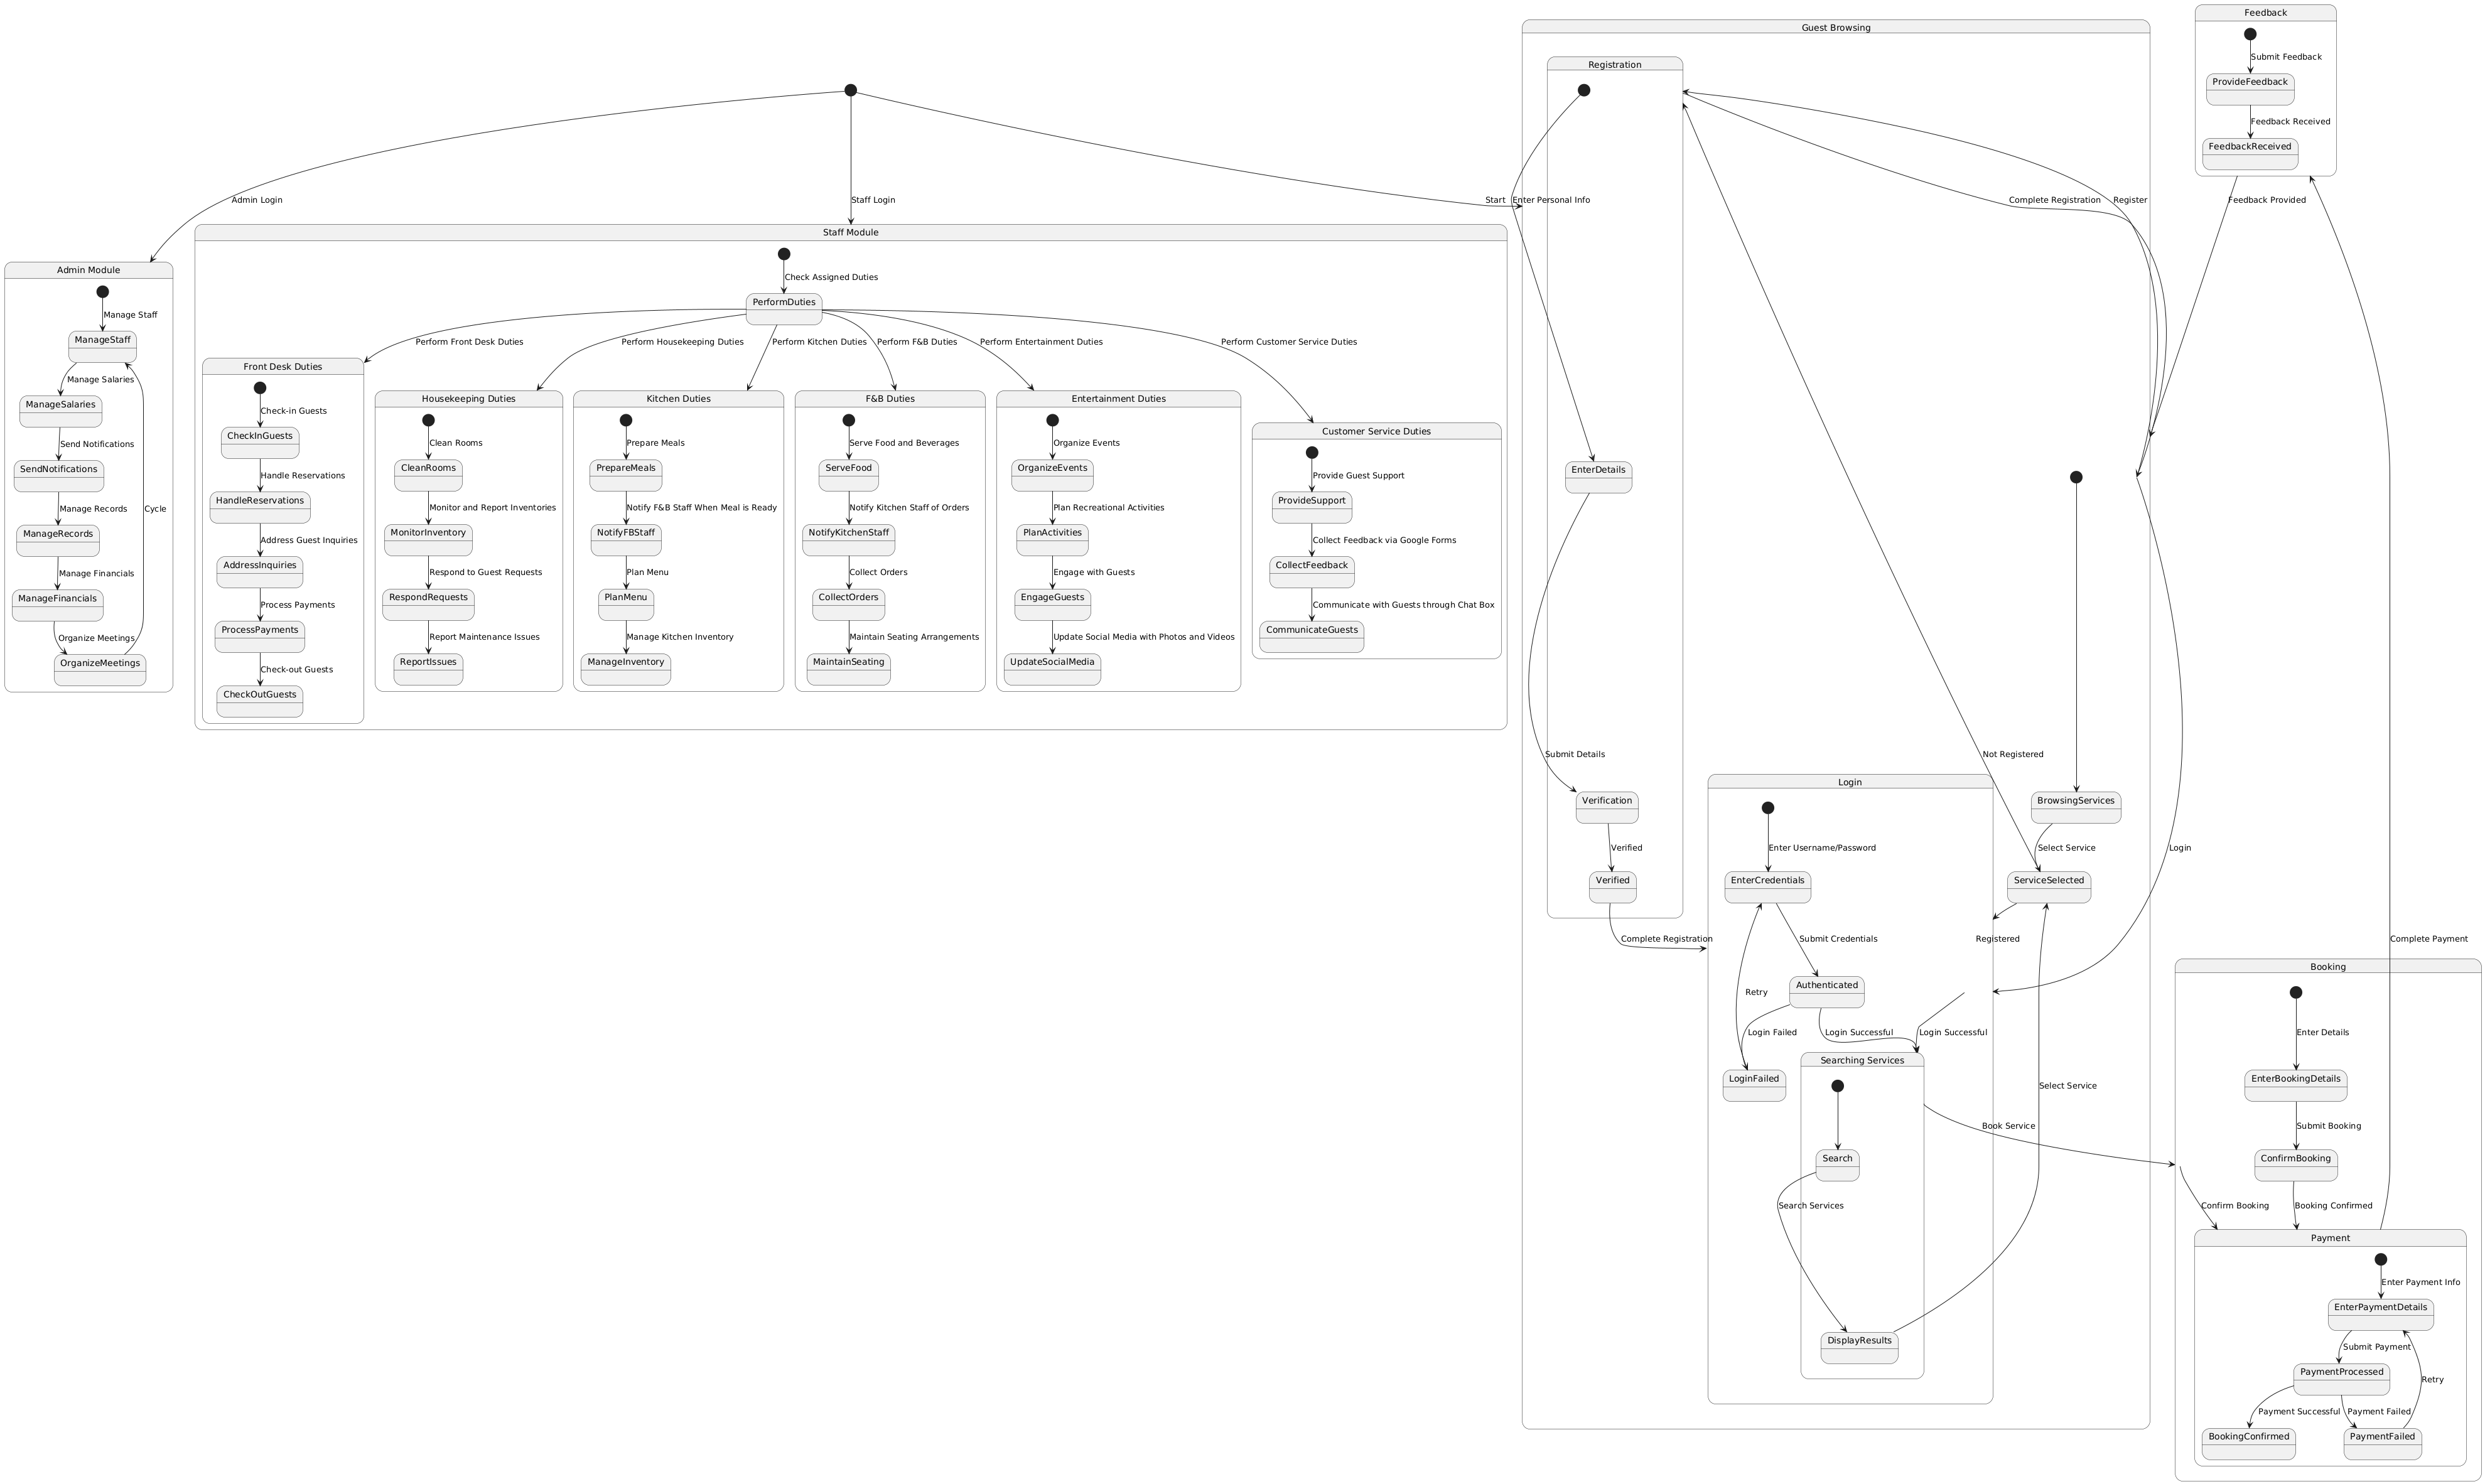 Feedback
Submit Feedback
ProvideFeedback
Feedback Received
FeedbackReceived
Feedback Provided
Guest Browsing
Registration
Start
Enter Personal Info
Complete Registration
Register
EnterDetails
Submit Details
Verification
Verified
Verified
Complete Registration
Not Registered
BrowsingServices
Select Service
ServiceSelected
Registered
Login
Login
Enter Username/Password
EnterCredentials
Submit Credentials
Authenticated
Retry
Login Failed
Login Successful
Login Successful
LoginFailed
Searching Services
Search
Search Services
DisplayResults
Select Service
Book Service
Complete Payment
Booking
Enter Details
EnterBookingDetails
Submit Booking
ConfirmBooking
Confirm Booking
Booking Confirmed
Payment
Enter Payment Info
EnterPaymentDetails
Submit Payment
PaymentProcessed
Retry
Payment Successful
Payment Failed
BookingConfirmed
PaymentFailed
Admin Login
Staff Login
Admin Module
Manage Staff
ManageStaff
Manage Salaries
ManageSalaries
Send Notifications
SendNotifications
Manage Records
Cycle
ManageRecords
Manage Financials
ManageFinancials
Organize Meetings
OrganizeMeetings
Staff Module
Check Assigned Duties
PerformDuties
Perform Front Desk Duties
Perform Housekeeping Duties
Perform Kitchen Duties
Perform F&B Duties
Perform Entertainment Duties
Perform Customer Service Duties
Front Desk Duties
Check-in Guests
CheckInGuests
Handle Reservations
HandleReservations
Address Guest Inquiries
AddressInquiries
Process Payments
ProcessPayments
Check-out Guests
CheckOutGuests
Housekeeping Duties
Clean Rooms
CleanRooms
Monitor and Report Inventories
MonitorInventory
Respond to Guest Requests
RespondRequests
Report Maintenance Issues
ReportIssues
Kitchen Duties
Prepare Meals
PrepareMeals
Notify F&B Staff When Meal is Ready
NotifyFBStaff
Plan Menu
PlanMenu
Manage Kitchen Inventory
ManageInventory
F&B Duties
Serve Food and Beverages
ServeFood
Notify Kitchen Staff of Orders
NotifyKitchenStaff
Collect Orders
CollectOrders
Maintain Seating Arrangements
MaintainSeating
Entertainment Duties
Organize Events
OrganizeEvents
Plan Recreational Activities
PlanActivities
Engage with Guests
EngageGuests
Update Social Media with Photos and Videos
UpdateSocialMedia
Customer Service Duties
Provide Guest Support
ProvideSupport
Collect Feedback via Google Forms
CollectFeedback
Communicate with Guests through Chat Box
CommunicateGuests